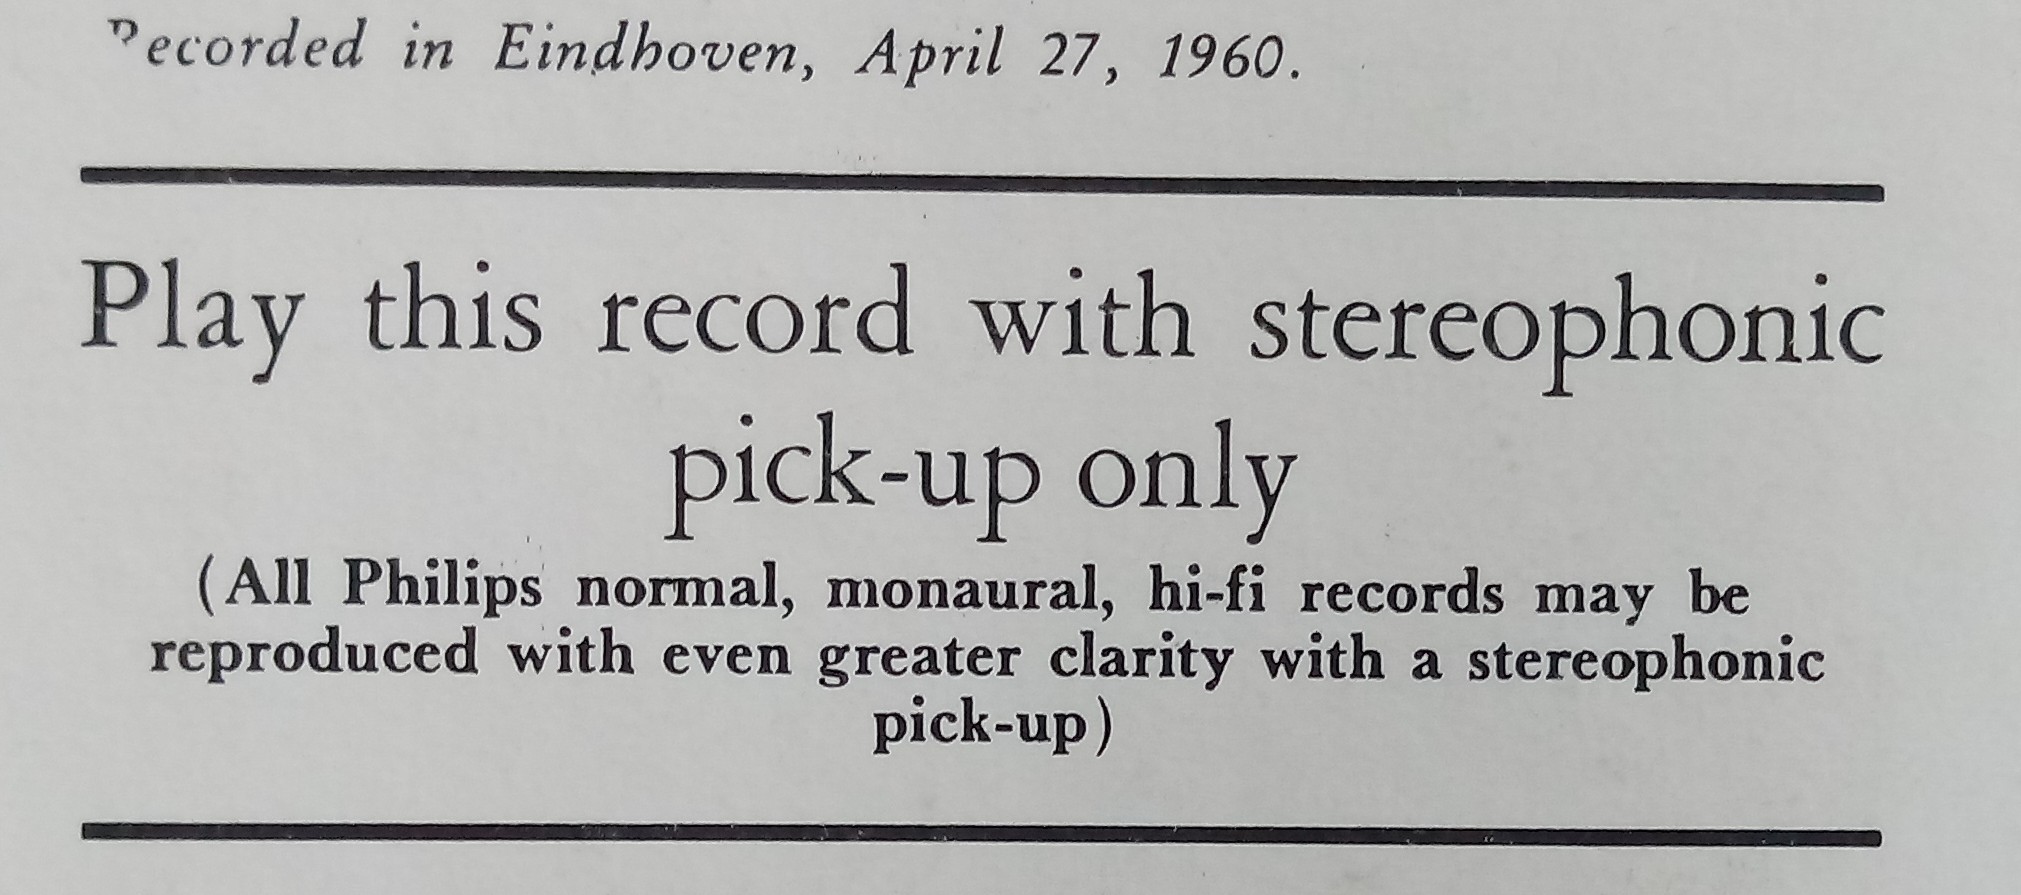 Recorded in Eindhoven, April 27, 1960.
Play this record with stereophonic
pick-up only
(All Philips normal, monaural, hi-fi records may be
reproduced with even greater clarity with a stereophonic
pick-up)